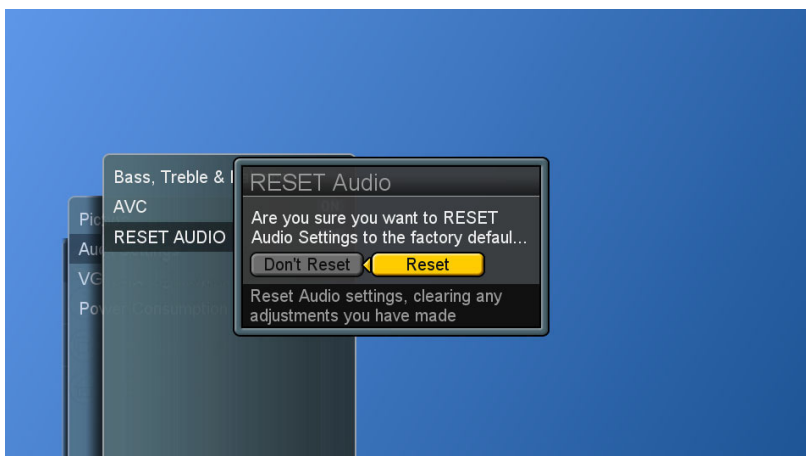 Bass, Treble &
AVC
RESET AUDIO
RESET Audio
Are you sure you want to RESET
Audio Settings to the factory defaul...
Don't Reset
Reset
Reset Audio settings, clearing any
adjustments you have made
Consumption